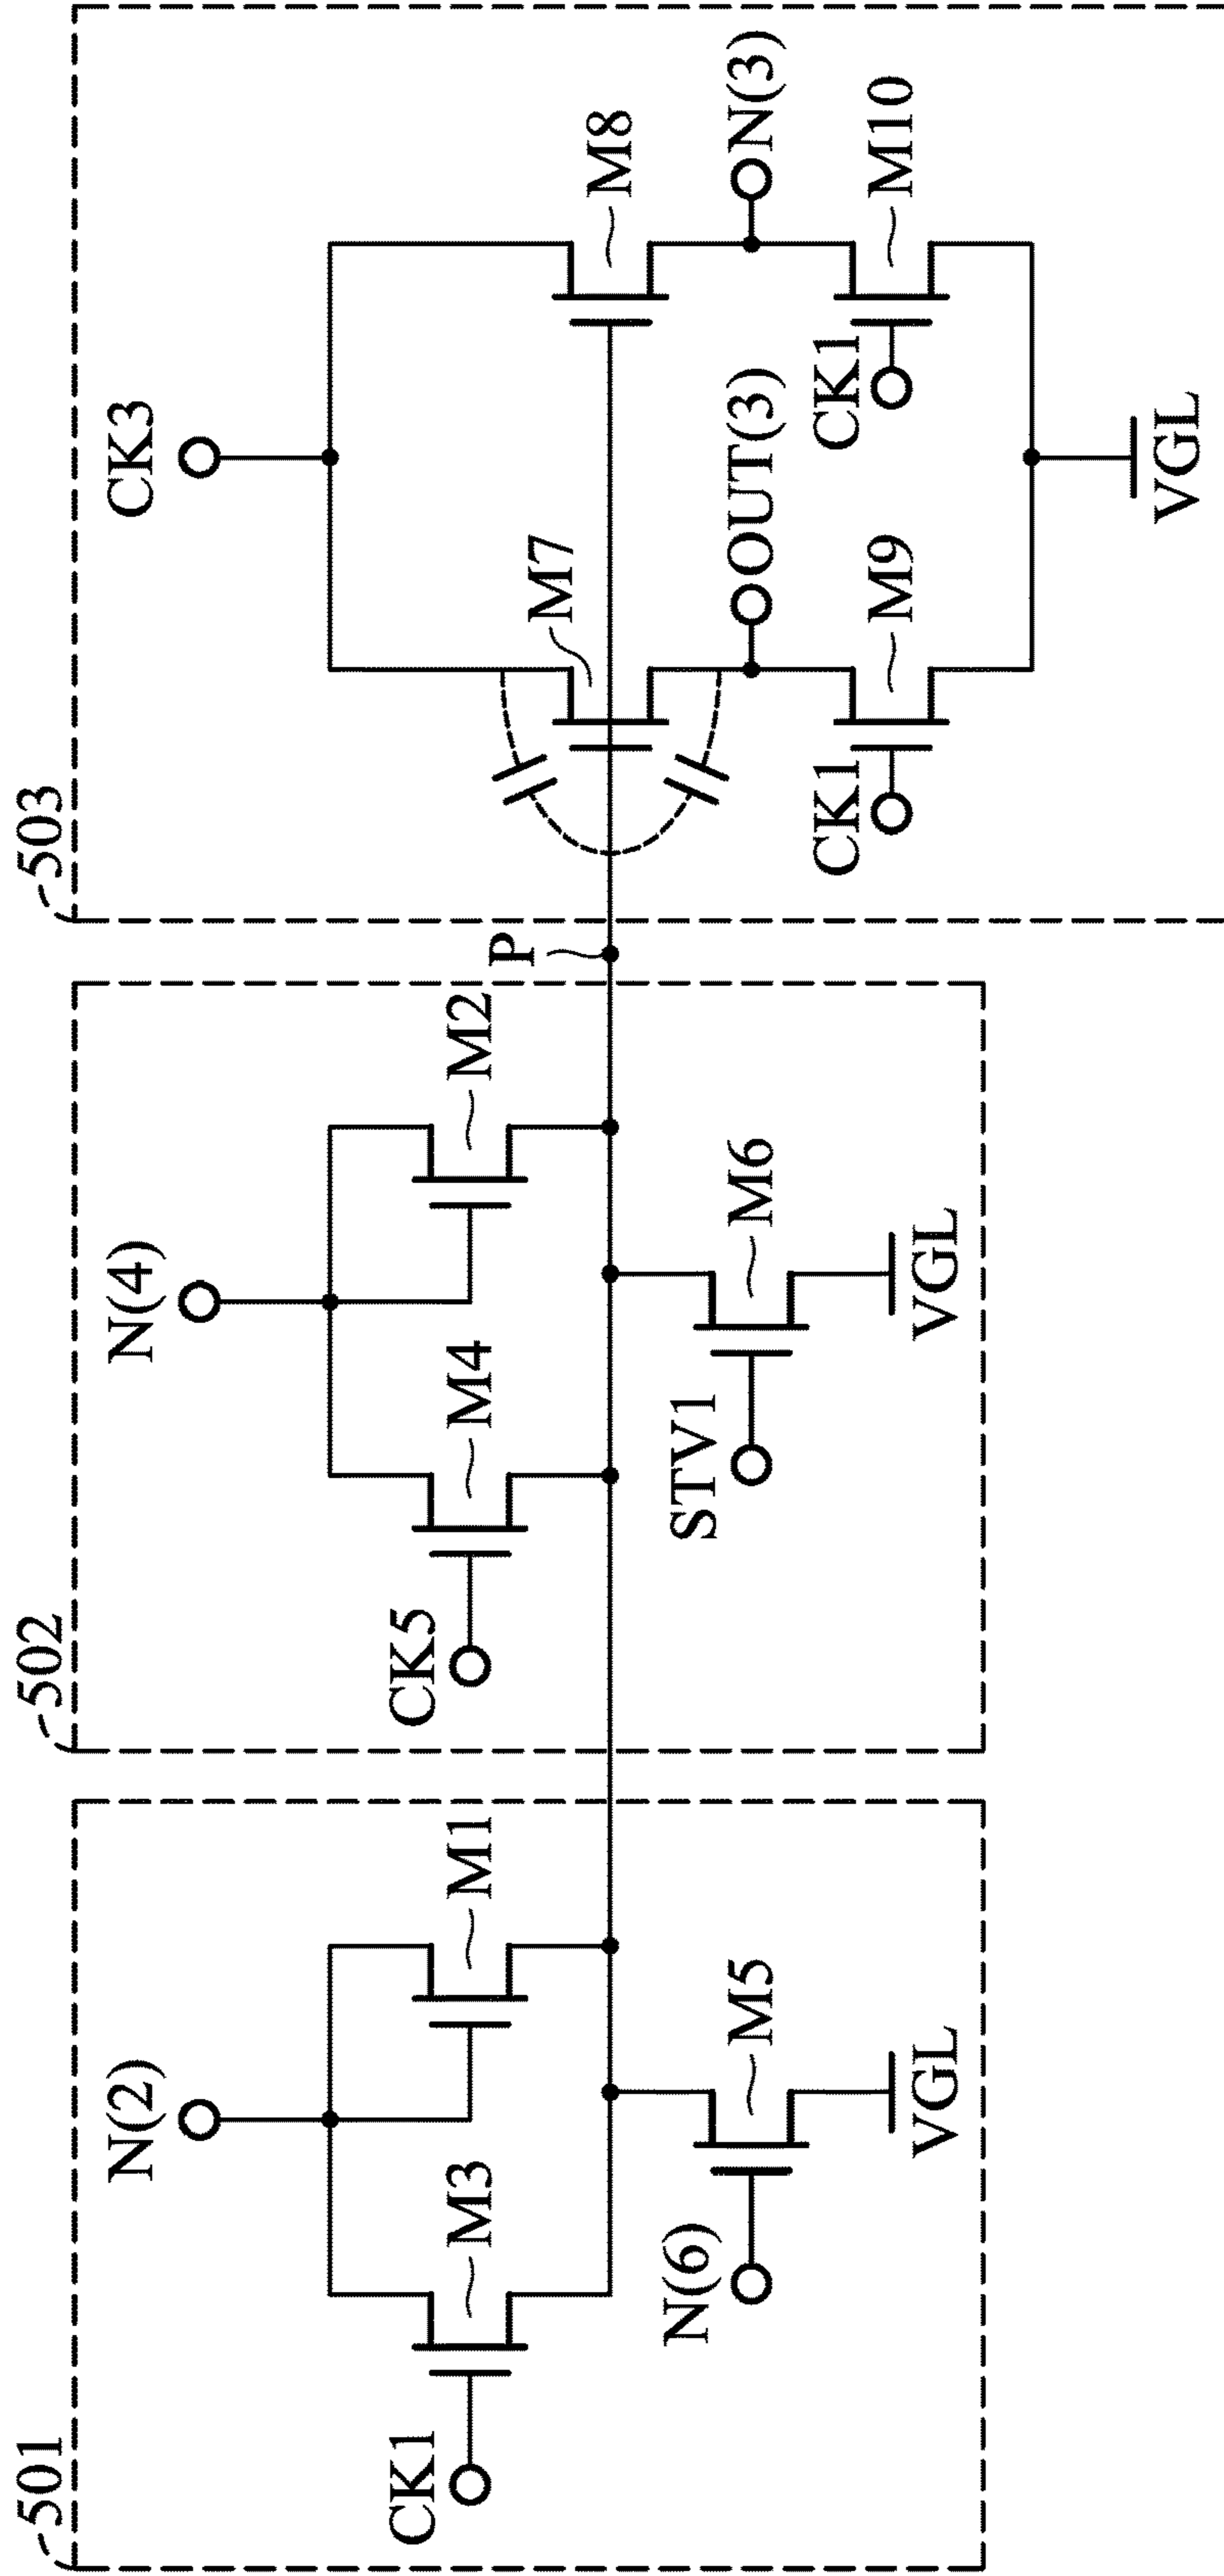 501
N(2)
CK1
M3
M1
N(6)
M5
VGL
502
N(4)
CK5
M4
M2
STV1
M6
VGL
P
503
CK3
M7
M8
OUT(3)
N(3)
CK1
M9
CK1
M10
VGL